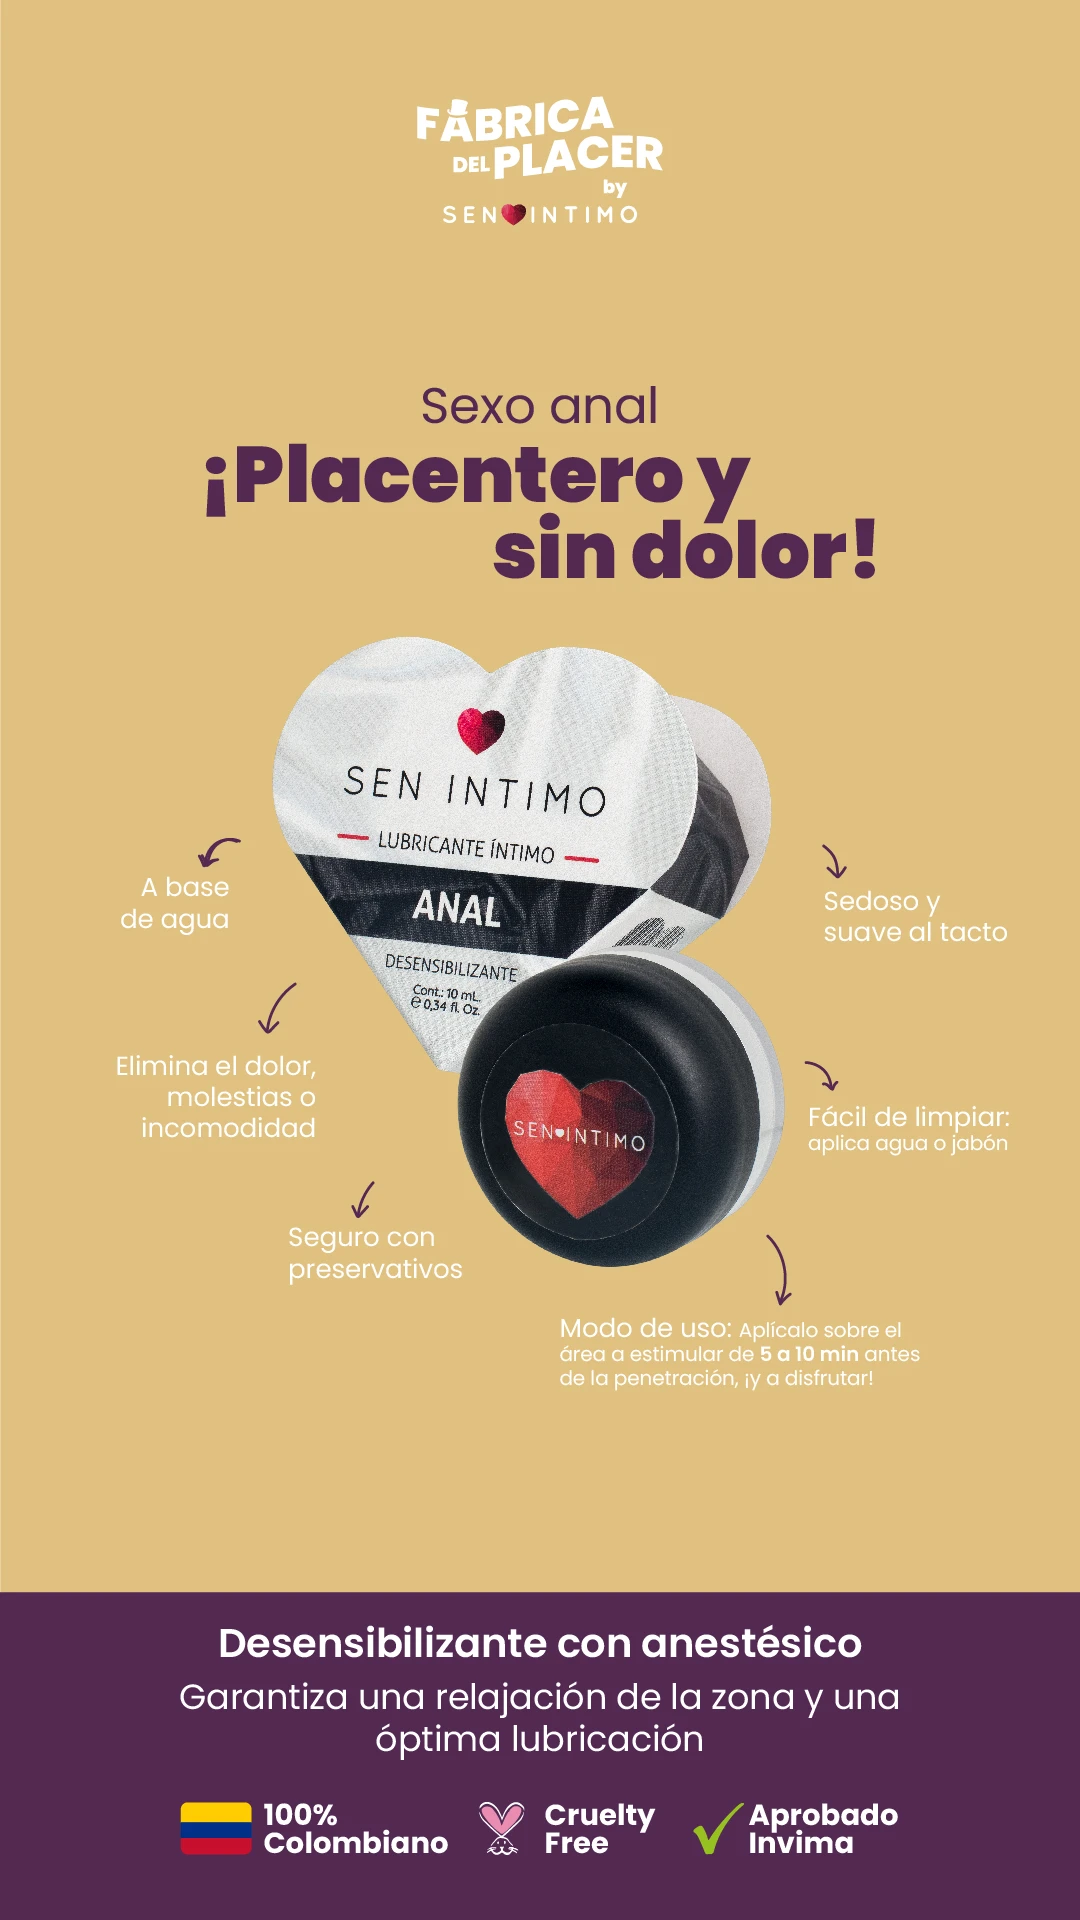 FÁBRICA
DEL PLACER
by
SEN INTIMO
Sexo anal
¡Placentero y
sin dolor!
SEN INTIMO
LUBRICANTE ÍNTIMO
ANAL
DESENSIBILIZANTE
Cont.: 10 mL.
e 0,34 fl. Oz.
SEN INTIMO
A base
de agua
Elimina el dolor,
molestias o
incomodidad
Seguro con
preservativos
Sedoso y
suave al tacto
Fácil de limpiar:
aplica agua o jabón
Modo de uso: Aplícalo sobre el
área a estimular de 5 a 10 min antes
de la penetración, ¡y a disfrutar!
Desensibilizante con anestésico
Garantiza una relajación de la zona y una
óptima lubricación
100%
Colombiano
Cruelty
Free
Aprobado
Invima